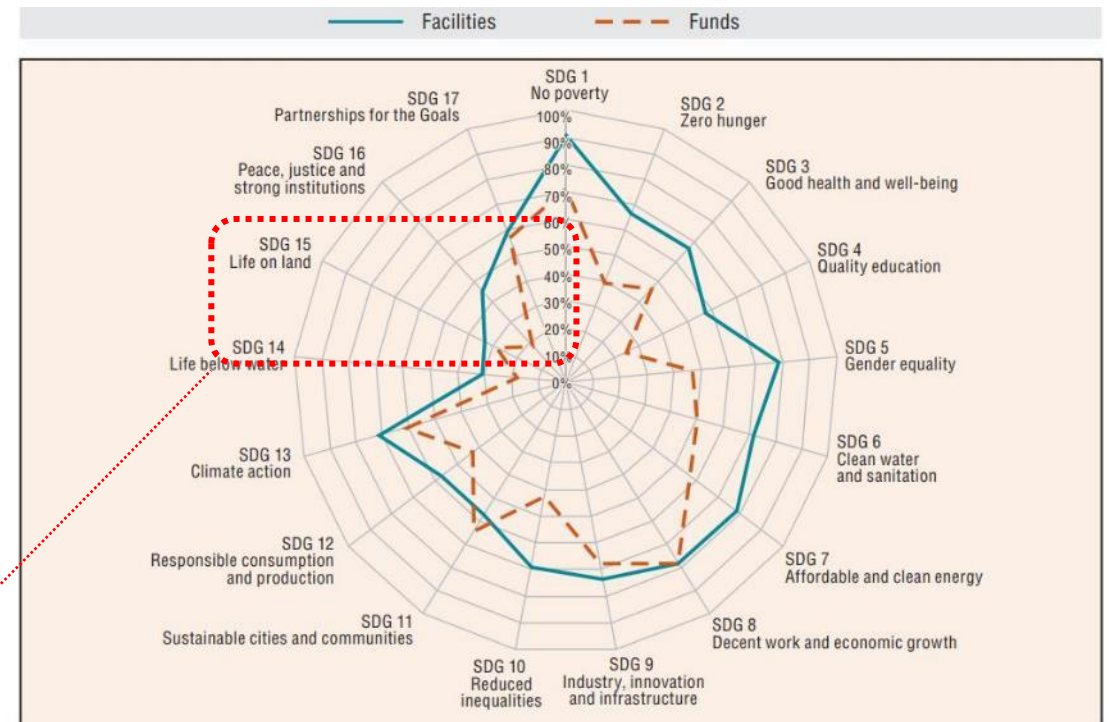 Facilities
Funds
SDG 1
No poverty
SDG 2
Zero hunger
SDG 3
Good health and well-being
SDG 4
Quality education
SDG 5
Gender equality
SDG 6
Clean water
and sanitation
SDG 7
Affordable and clean energy
SDG 8
Decent work and economic growth
SDG 9
Industry, innovation
and infrastructure
SDG 10
Reduced
inequalities
SDG 11
Sustainable cities and communities
SDG 12
Responsible consumption
and production
SDG 13
Climate action
SDG 14
Life below water
SDG 15
Life on land
SDG 16
Peace, justice and
strong institutions
SDG 17
Partnerships for the Goals
100%
90%
80%
70%
60%
50%
40%
30%
20%
10%
0%